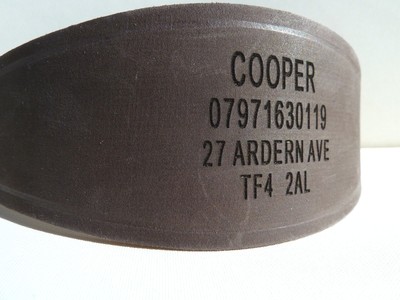 COOPER
07971630119
27 ARDERN AVE
TF4 2AL